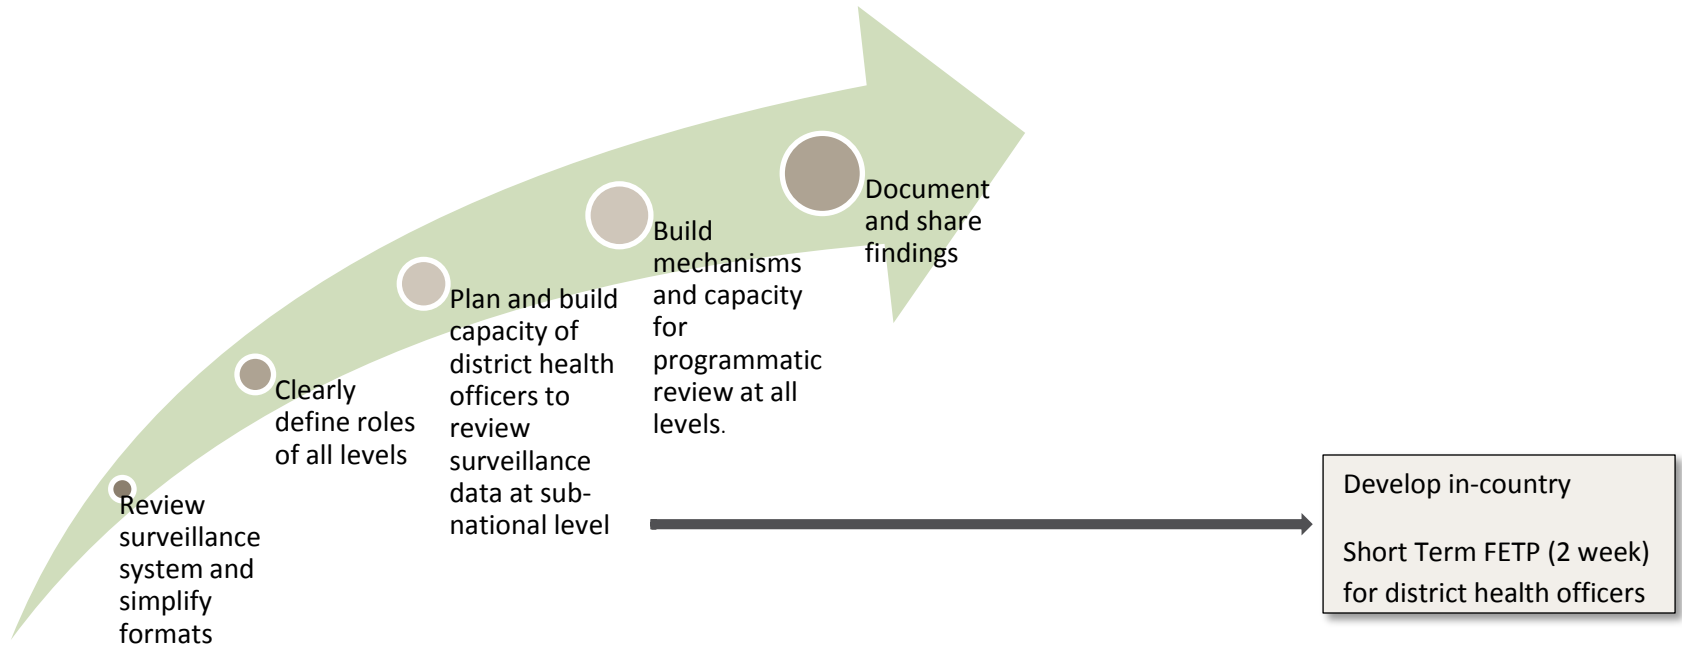 Review
surveillance
system and
simplify
formats
Clearly
define roles
of all levels
Plan and build
capacity of
district health
officers to
review
surveillance
data at sub-
national level
Build
mechanisms
and capacity
for
programmatic
review at all
levels.
Document
and share
findings
Develop in-country
Short Term FETP (2 week)
for district health officers